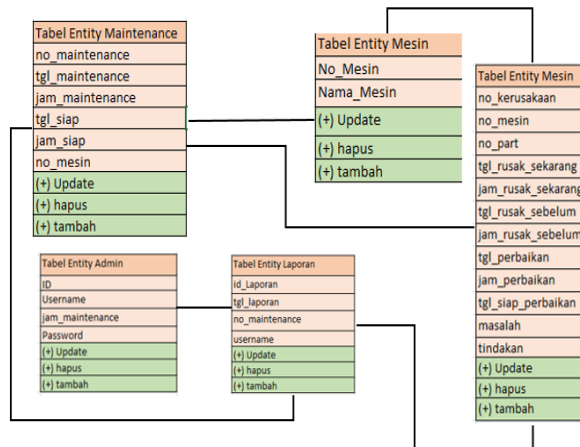 Tabel Entity Maintenance
no_maintenance
tgl_maintenance
jam_maintenance
tgl_siap
jam_siap
no_mesin
(+) Update
(+) hapus
(+) tambah
Tabel Entity Mesin
No_Mesin
Nama_Mesin
(+) Update
(+) hapus
(+) tambah
Tabel Entity Mesin
no_kerusakaan
no_mesin
no_part
tgl_rusak_sekarang
jam_rusak_sekarang
tgl_rusak_sebelum
jam_rusak_sebelum
tgl_perbaikan
jam_perbaikan
tgl_siap_perbaikan
masalah
tindakan
(+) Update
(+) hapus
(+) tambah
Tabel Entity Admin
ID
Username
jam_maintenance
Password
(+) Update
(+) hapus
(+) tambah
Tabel Entity Laporan
id_Laporan
tgl_laporan
no_maintenance
username
(+) Update
(+) hapus
(+) tambah